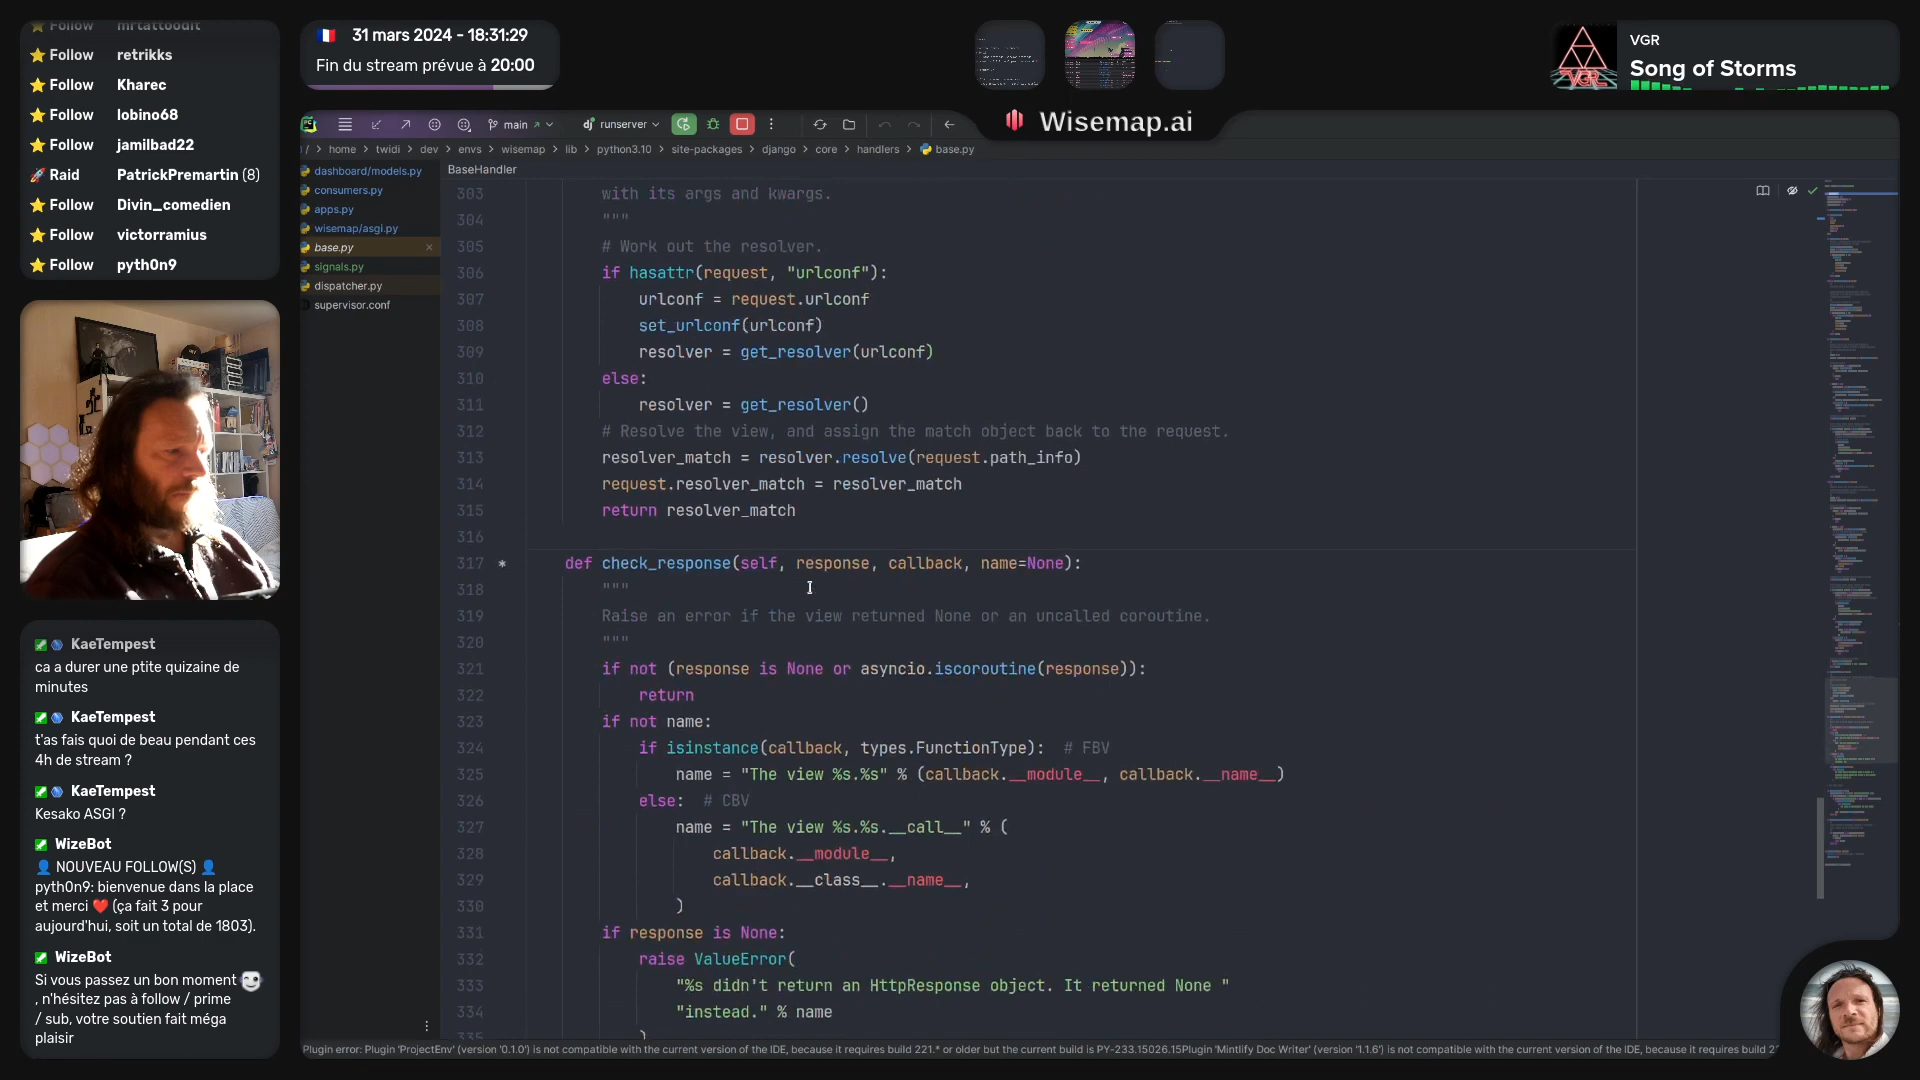 ⭐ Follow mrtattoodit
⭐ Follow retrikks
⭐ Follow Kharec
⭐ Follow lobino68
⭐ Follow jamilbad22
🚀 Raid PatrickPremartin (8)
⭐ Follow Divin_comedien
⭐ Follow victorramius
⭐ Follow pyth0n9
31 mars 2024 - 18:31:29
Fin du stream prévue à 20:00
VGR
Song of Storms
VGR
Wisemap.ai
main
dj runserver
/ > home > twidi > dev > envs > wisemap > lib > python3.10 > site-packages > django > core > handlers > base.py
dashboard/models.py
consumers.py
apps.py
wisemap/asgi.py
base.py
signals.py
dispatcher.py
supervisor.conf
BaseHandler
303 with its args and kwargs.
304 """
305 # Work out the resolver.
306 if hasattr(request, "urlconf"):
307 urlconf = request.urlconf
308 set_urlconf(urlconf)
309 resolver = get_resolver(urlconf)
310 else:
311 resolver = get_resolver()
312 # Resolve the view, and assign the match object back to the request.
313 resolver_match = resolver.resolve(request.path_info)
314 request.resolver_match = resolver_match
315 return resolver_match
316
317 * def check_response(self, response, callback, name=None):
318 """
319 Raise an error if the view returned None or an uncalled coroutine.
320 """
321 if not (response is None or asyncio.iscoroutine(response)):
322 return
323 if not name:
324 if isinstance(callback, types.FunctionType): # FBV
325 name = "The view %s.%s" % (callback.__module__, callback.__name__)
326 else: # CBV
327 name = "The view %s.%s.__call__" % (
328 callback.__module__,
329 callback.__class__.__name__,
330 )
331 if response is None:
332 raise ValueError(
333 "%s didn't return an HttpResponse object. It returned None "
334 "instead." % name
335 )
Plugin error: Plugin 'ProjectEnv' (version '0.1.0') is not compatible with the current version of the IDE, because it requires build 221.* or older but the current build is PY-233.15026.15Plugin 'Mintlify Doc Writer' (version '1.1.6') is not compatible with the current version of the IDE, because it requires build 2
KaeTempest
ca a durer une ptite quizaine de
minutes
KaeTempest
t'as fais quoi de beau pendant ces
4h de stream ?
KaeTempest
Kesako ASGI ?
WizeBot
👤 NOUVEAU FOLLOW(S) 👤
pyth0n9: bienvenue dans la place
et merci ❤️ (ça fait 3 pour
aujourd'hui, soit un total de 1803).
WizeBot
Si vous passez un bon moment
, n'hésitez pas à follow / prime
/ sub, votre soutien fait méga
plaisir